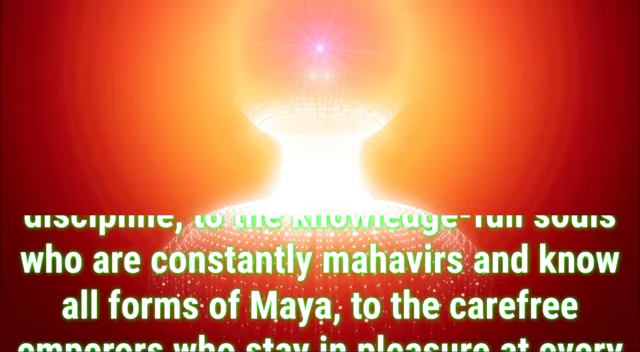 discipline, to the knowledge-full souls
who are constantly mahavirs and know
all forms of Maya, to the carefree
emperors who stay in pleasure at every